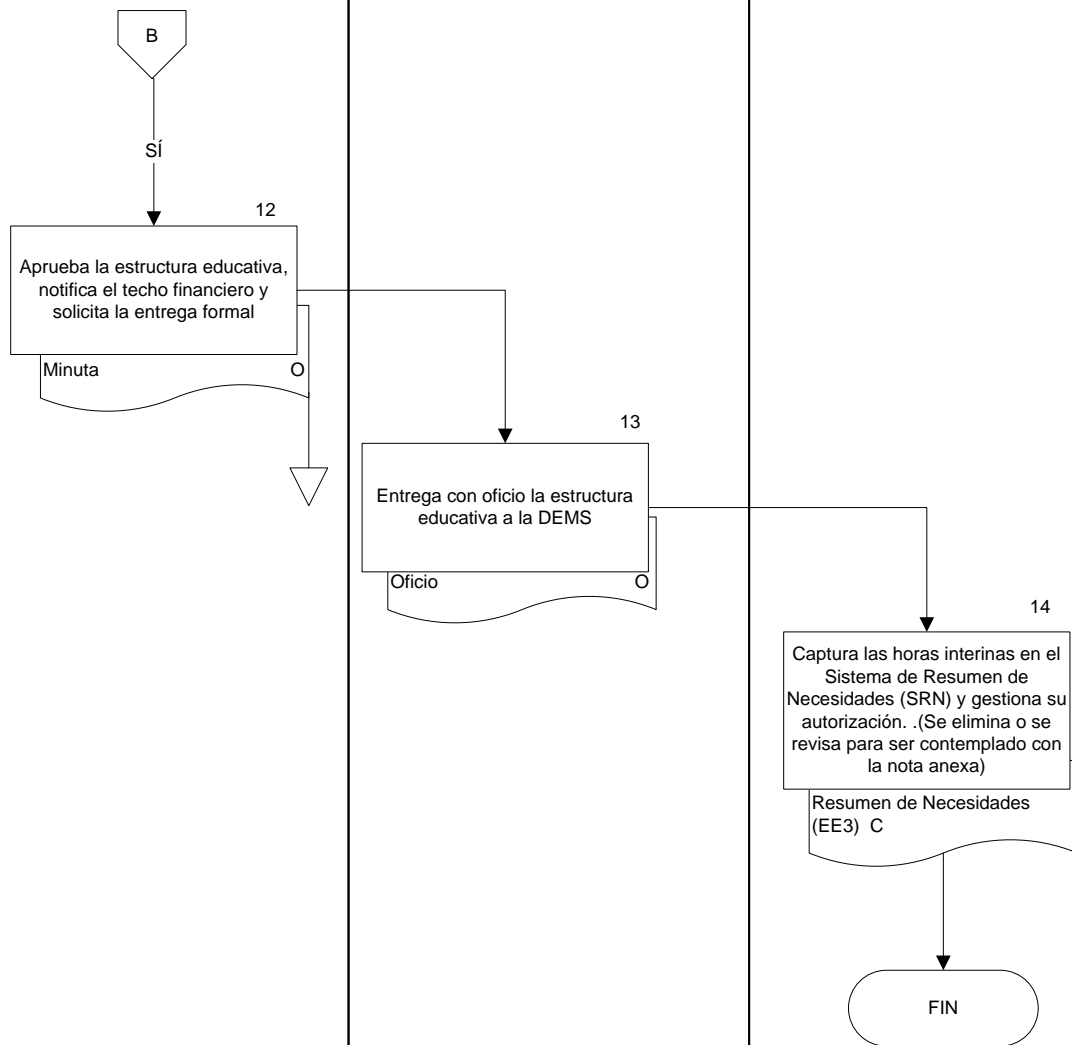 B
SÍ
12
Aprueba la estructura educativa,
notifica el techo financiero y
solicita la entrega formal
Minuta O
13
Entrega con oficio la estructura
educativa a la DEMS
Oficio O
14
Captura las horas interinas en el
Sistema de Resumen de
Necesidades (SRN) y gestiona su
autorización. .(Se elimina o se
revisa para ser contemplado con
la nota anexa)
Resumen de Necesidades
(EE3) C
FIN